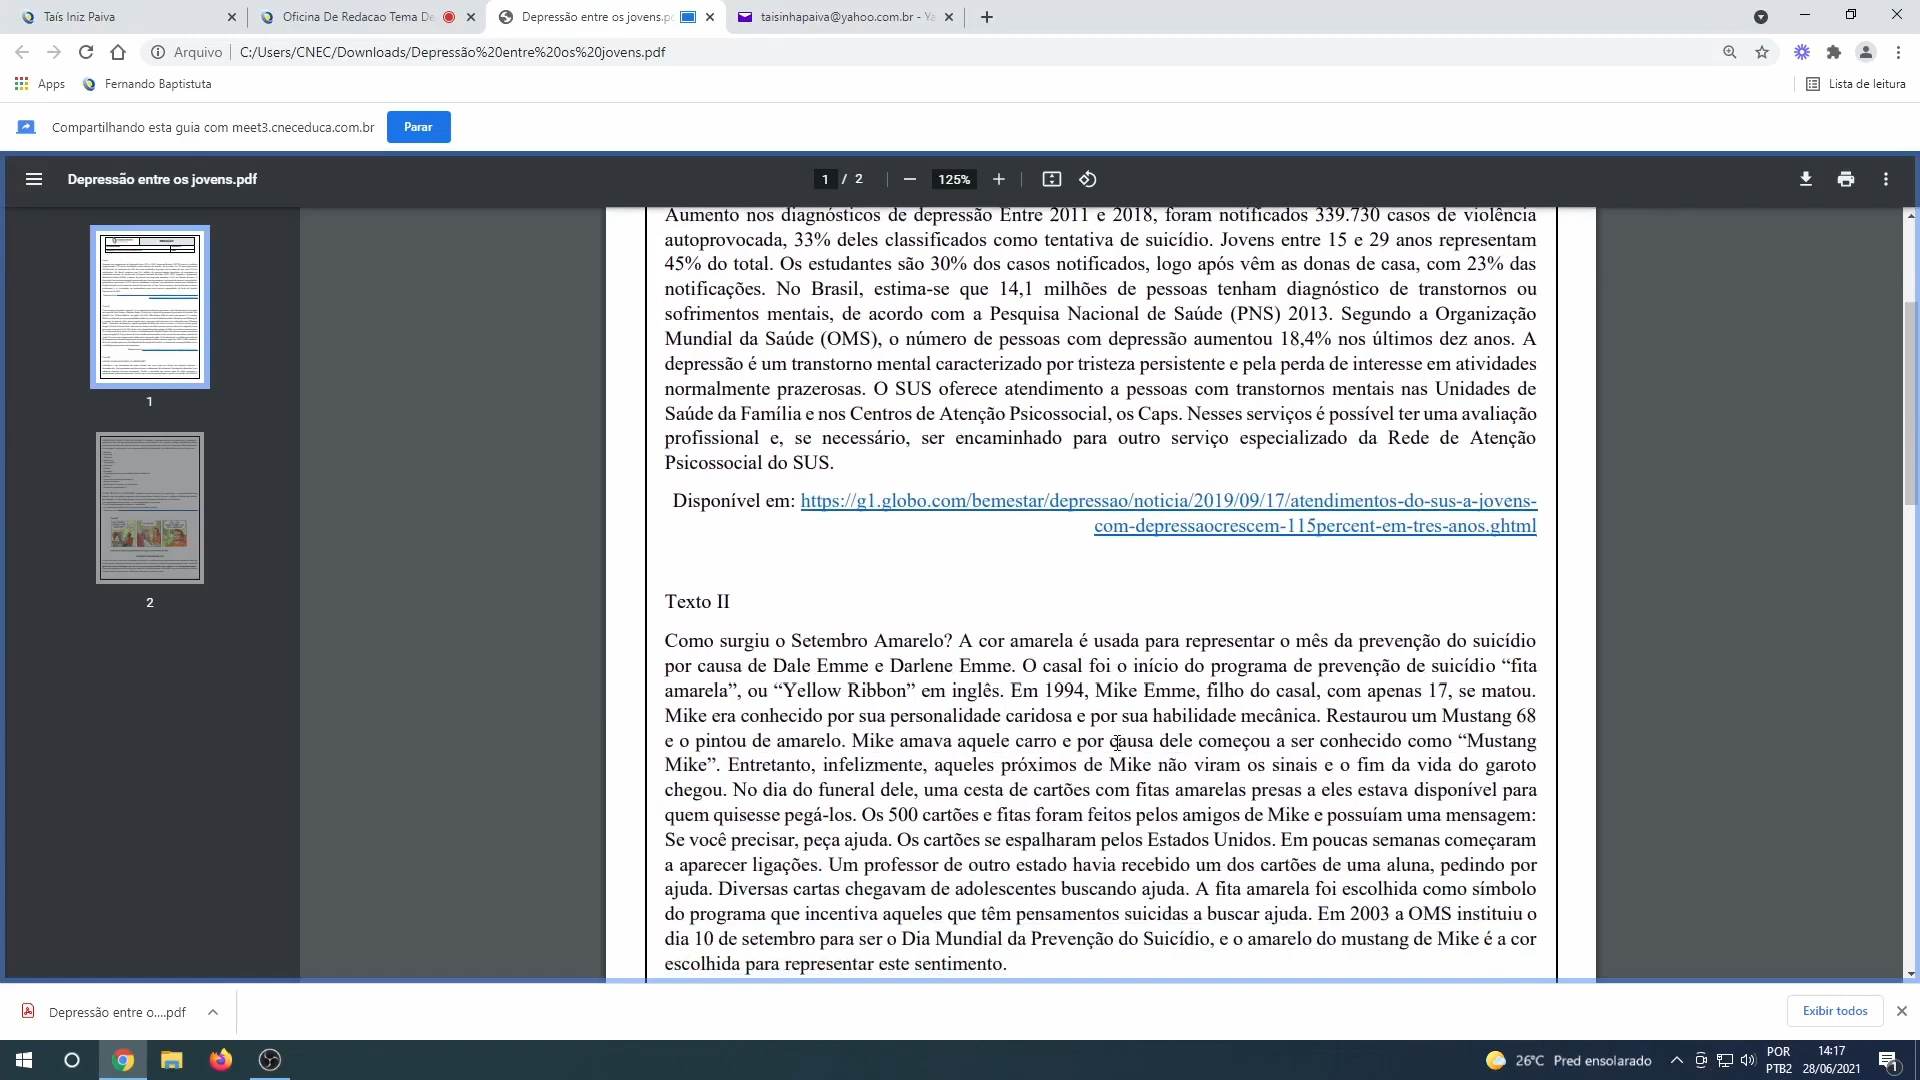 Taís Iniz Paiva
Oficina De Redacao Tema De
Depressão entre os jovens.p
taisinhapaiva@yahoo.com.br - Ya
Arquivo
C:/Users/CNEC/Downloads/Depressão%20entre%20os%20jovens.pdf
Apps
Fernando Baptistuta
Lista de leitura
Compartilhando esta guia com meet3.cneceduca.com.br
Parar
Depressão entre os jovens.pdf
1 / 2
125%
Aumento nos diagnósticos de depressão Entre 2011 e 2018, foram notificados 339.730 casos de violência
autoprovocada, 33% deles classificados como tentativa de suicídio. Jovens entre 15 e 29 anos representam
45% do total. Os estudantes são 30% dos casos notificados, logo após vêm as donas de casa, com 23% das
notificações. No Brasil, estima-se que 14,1 milhões de pessoas tenham diagnóstico de transtornos ou
sofrimentos mentais, de acordo com a Pesquisa Nacional de Saúde (PNS) 2013. Segundo a Organização
Mundial da Saúde (OMS), o número de pessoas com depressão aumentou 18,4% nos últimos dez anos. A
depressão é um transtorno mental caracterizado por tristeza persistente e pela perda de interesse em atividades
normalmente prazerosas. O SUS oferece atendimento a pessoas com transtornos mentais nas Unidades de
Saúde da Família e nos Centros de Atenção Psicossocial, os Caps. Nesses serviços é possível ter uma avaliação
profissional e, se necessário, ser encaminhado para outro serviço especializado da Rede de Atenção
Psicossocial do SUS.
Disponível em: https://g1.globo.com/bemestar/depressao/noticia/2019/09/17/atendimentos-do-sus-a-jovens-
com-depressaocrescem-115percent-em-tres-anos.ghtml
Texto II
Como surgiu o Setembro Amarelo? A cor amarela é usada para representar o mês da prevenção do suicídio
por causa de Dale Emme e Darlene Emme. O casal foi o início do programa de prevenção de suicídio “fita
amarela”, ou “Yellow Ribbon” em inglês. Em 1994, Mike Emme, filho do casal, com apenas 17, se matou.
Mike era conhecido por sua personalidade caridosa e por sua habilidade mecânica. Restaurou um Mustang 68
e o pintou de amarelo. Mike amava aquele carro e por causa dele começou a ser conhecido como “Mustang
Mike”. Entretanto, infelizmente, aqueles próximos de Mike não viram os sinais e o fim da vida do garoto
chegou. No dia do funeral dele, uma cesta de cartões com fitas amarelas presas a eles estava disponível para
quem quisesse pegá-los. Os 500 cartões e fitas foram feitos pelos amigos de Mike e possuíam uma mensagem:
Se você precisar, peça ajuda. Os cartões se espalharam pelos Estados Unidos. Em poucas semanas começaram
a aparecer ligações. Um professor de outro estado havia recebido um dos cartões de uma aluna, pedindo por
ajuda. Diversas cartas chegavam de adolescentes buscando ajuda. A fita amarela foi escolhida como símbolo
do programa que incentiva aqueles que têm pensamentos suicidas a buscar ajuda. Em 2003 a OMS instituiu o
dia 10 de setembro para ser o Dia Mundial da Prevenção do Suicídio, e o amarelo do mustang de Mike é a cor
escolhida para representar este sentimento.
1
2
Depressão entre o....pdf
Exibir todos
26°C Pred ensolarado
POR
PTB2
14:17
28/06/2021
1